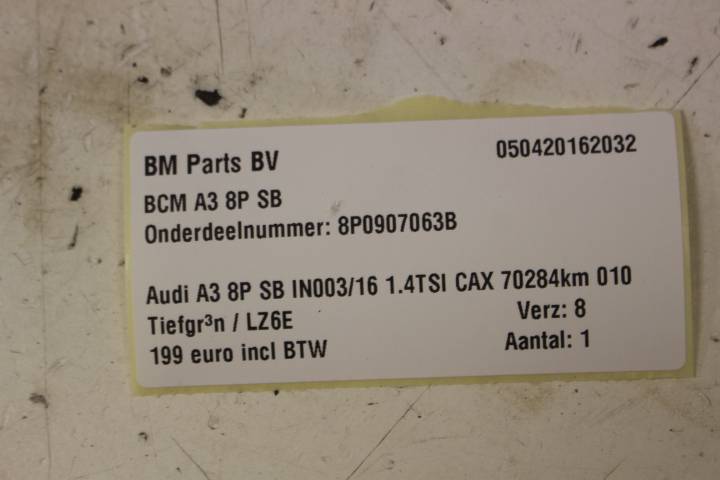 BM Parts BV 050420162032
BCM A3 8P SB
Onderdeelnummer: 8P0907063B
Audi A3 8P SB IN003/16 1.4TSI CAX 70284km 010
Tiefgr³n / LZ6E Verz: 8
199 euro incl BTW Aantal: 1